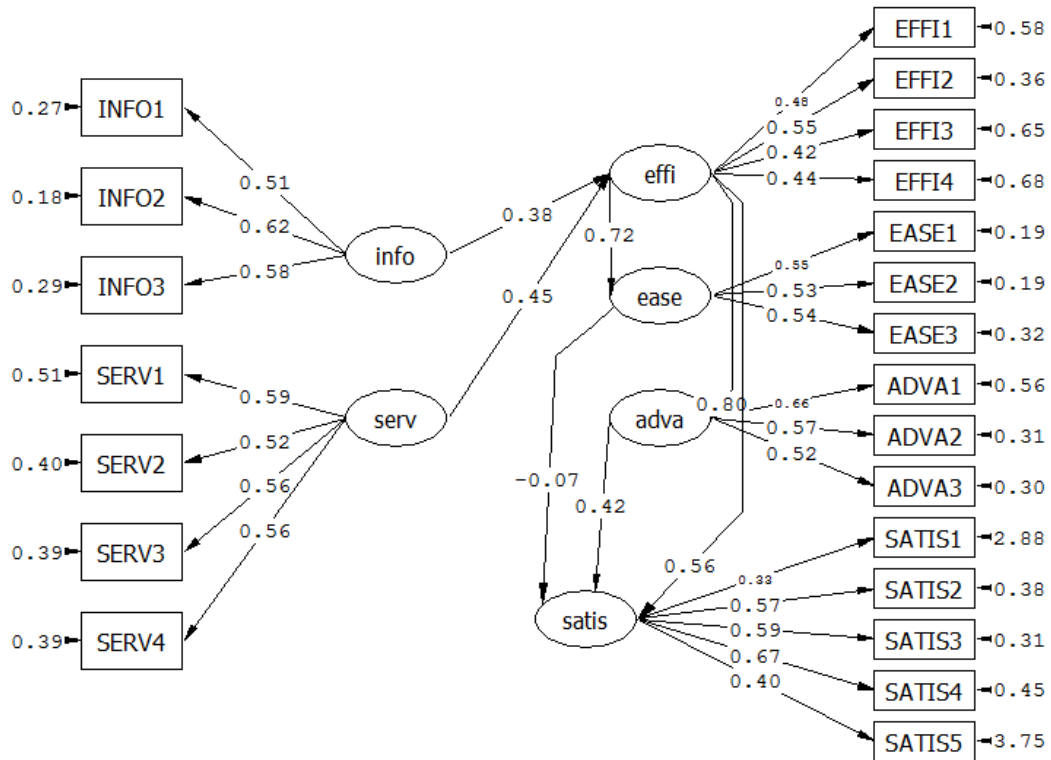 0.27 INFO1
0.18 INFO2
0.29 INFO3
0.51 SERV1
0.40 SERV2
0.39 SERV3
0.39 SERV4
0.51
0.62
0.58
0.59
0.52
0.56
0.56
info
serv
0.38
0.45
effi
0.72
ease
adva
0.80
-0.07
0.42
0.56
satis
0.48
0.55
0.42
0.44
0.55
0.53
0.54
0.66
0.57
0.52
0.33
0.57
0.59
0.67
0.40
EFFI1 0.58
EFFI2 0.36
EFFI3 0.65
EFFI4 0.68
EASE1 0.19
EASE2 0.19
EASE3 0.32
ADVA1 0.56
ADVA2 0.31
ADVA3 0.30
SATIS1 2.88
SATIS2 0.38
SATIS3 0.31
SATIS4 0.45
SATIS5 3.75